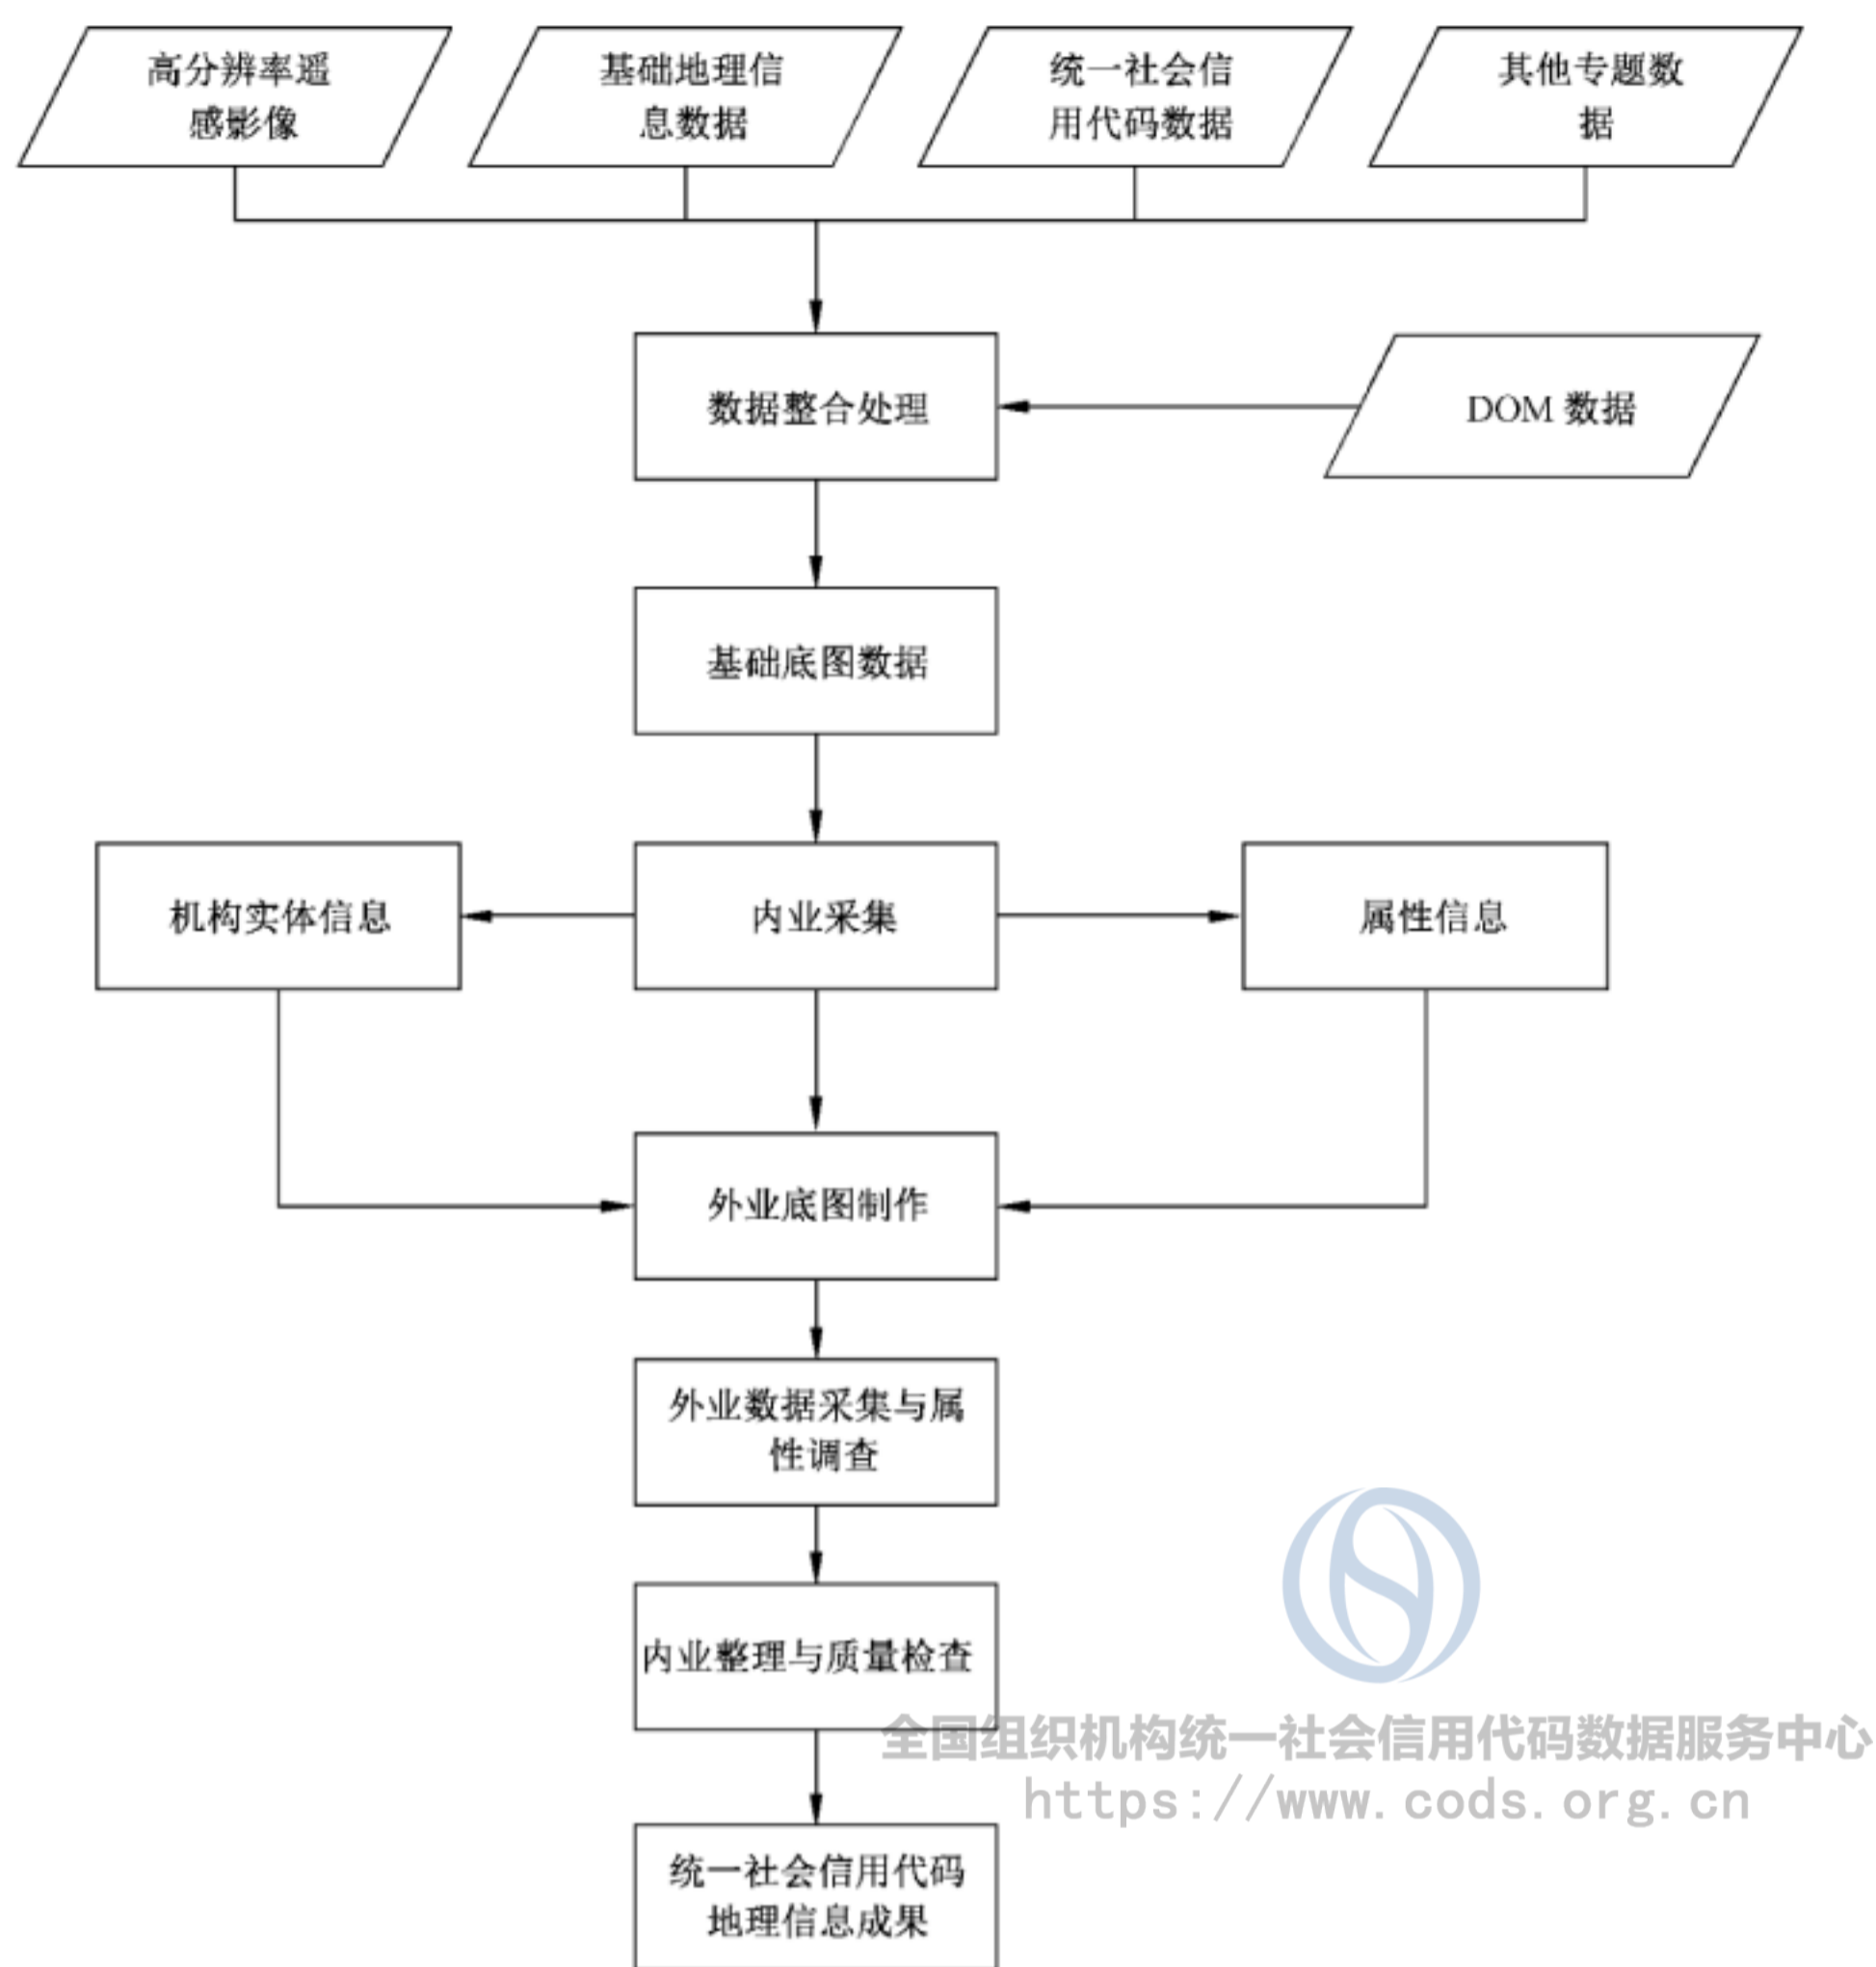 高分辨率遥
感影像
基础地理信
息数据
统一社会信
用代码数据
其他专题数
据
数据整合处理
DOM 数据
基础底图数据
机构实体信息
内业采集
属性信息
外业底图制作
外业数据采集与属
性调查
内业整理与质量检查
全国组织机构统一社会信用代码数据服务中心
https://www.cods.org.cn
统一社会信用代码
地理信息成果